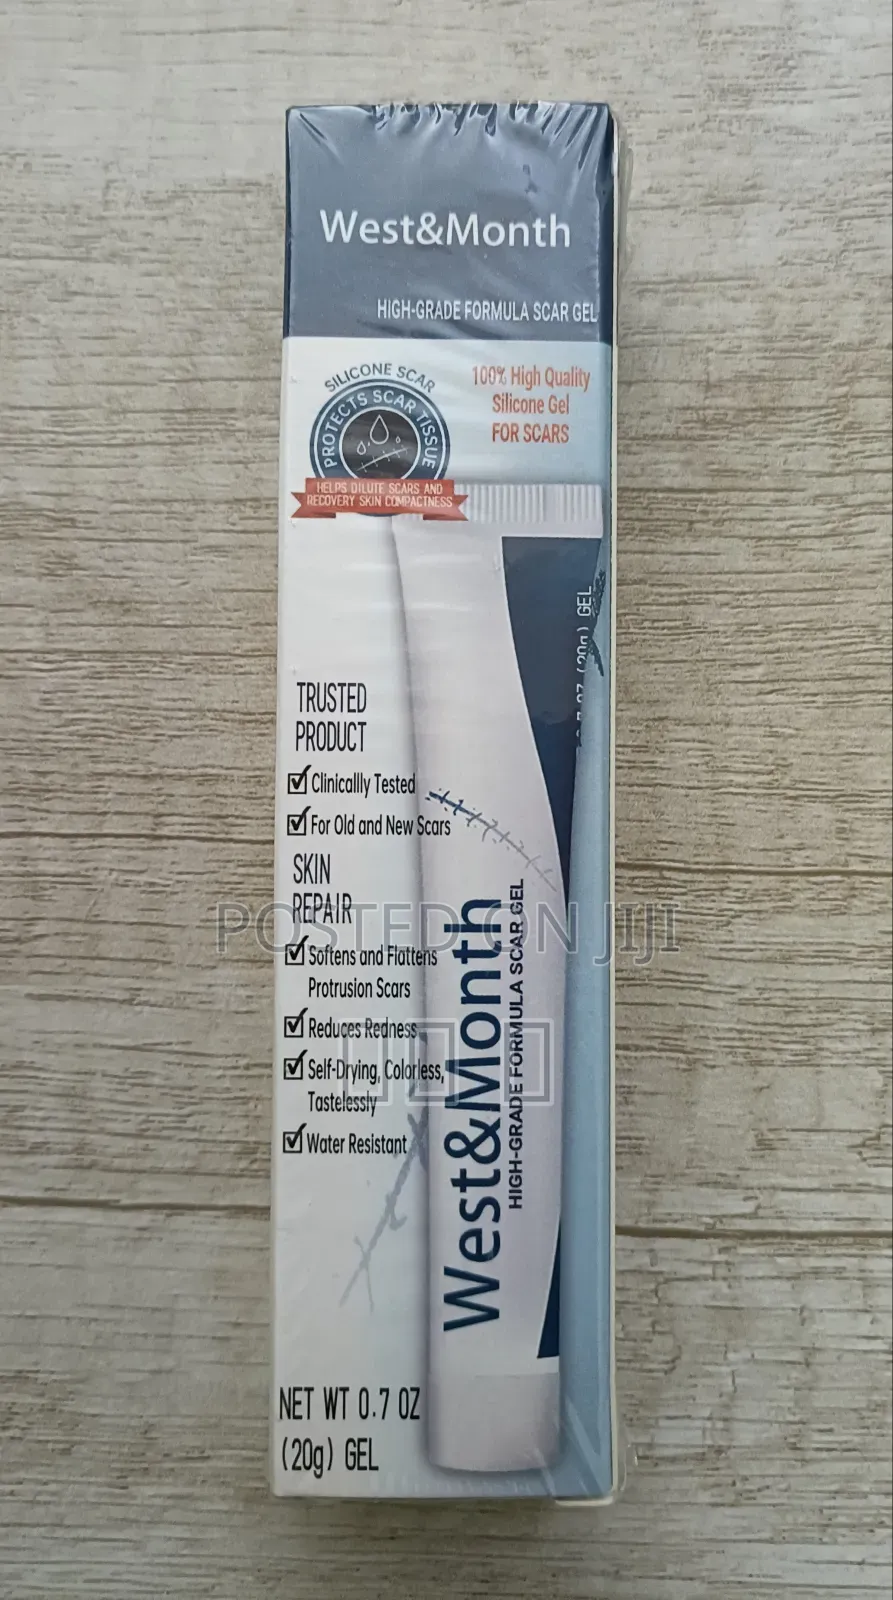 West&Month
HIGH-GRADE FORMULA SCAR GEL
SILICONE SCAR
PROTECTS SCAR TISSUE
HELPS DILUTE SCARS AND
RECOVERY SKIN COMPACTNESS
100% High Quality
Silicone Gel
FOR SCARS
(20g) GEL
TRUSTED
PRODUCT
Clinicallly Tested
For Old and New Scars
SKIN
REPAIR
Softens and Flattens
Protrusion Scars
Reduces Redness
Self-Drying, Colorless,
Tastelessly
Water Resistant
West&Month
HIGH-GRADE FORMULA SCAR GEL
POSTED ON JIJI
NET WT 0.7 OZ
(20g) GEL